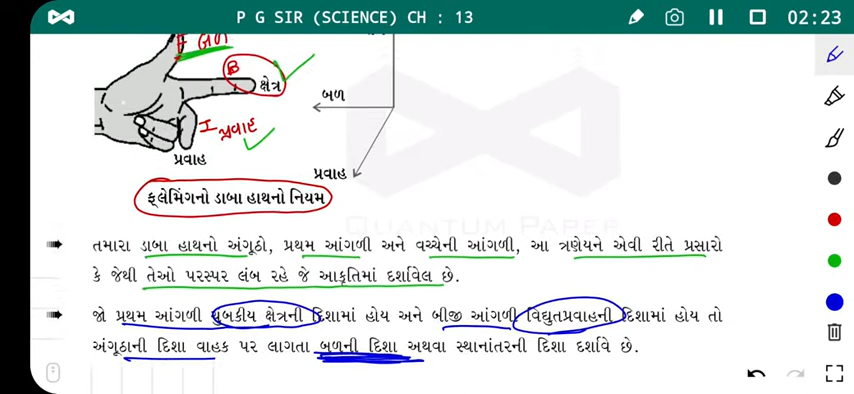 P G SIR (SCIENCE) CH : 13
02:23
F બળ
B
ક્ષેત્ર
બળ
I પ્રવાહ
પ્રવાહ
પ્રવાહ
ફ્લેમિંગનો ડાબા હાથનો નિયમ
QUANTUM PAPER
તમારા ડાબા હાથનો અંગૂઠો, પ્રથમ આંગળી અને વચ્ચેની આંગળી, આ ત્રણેયને એવી રીતે પ્રસારો
કે જેથી તેઓ પરસ્પર લંબ રહે જે આકૃતિમાં દર્શાવેલ છે.
જો પ્રથમ આંગળી ચુબકીય ક્ષેત્રની દિશામાં હોય અને બીજી આંગળી વિદ્યુતપ્રવાહની દિશામાં હોય તો
અંગૂઠાની દિશા વાહક પર લાગતા બળની દિશા અથવા સ્થાનાંતરની દિશા દર્શાવે છે.